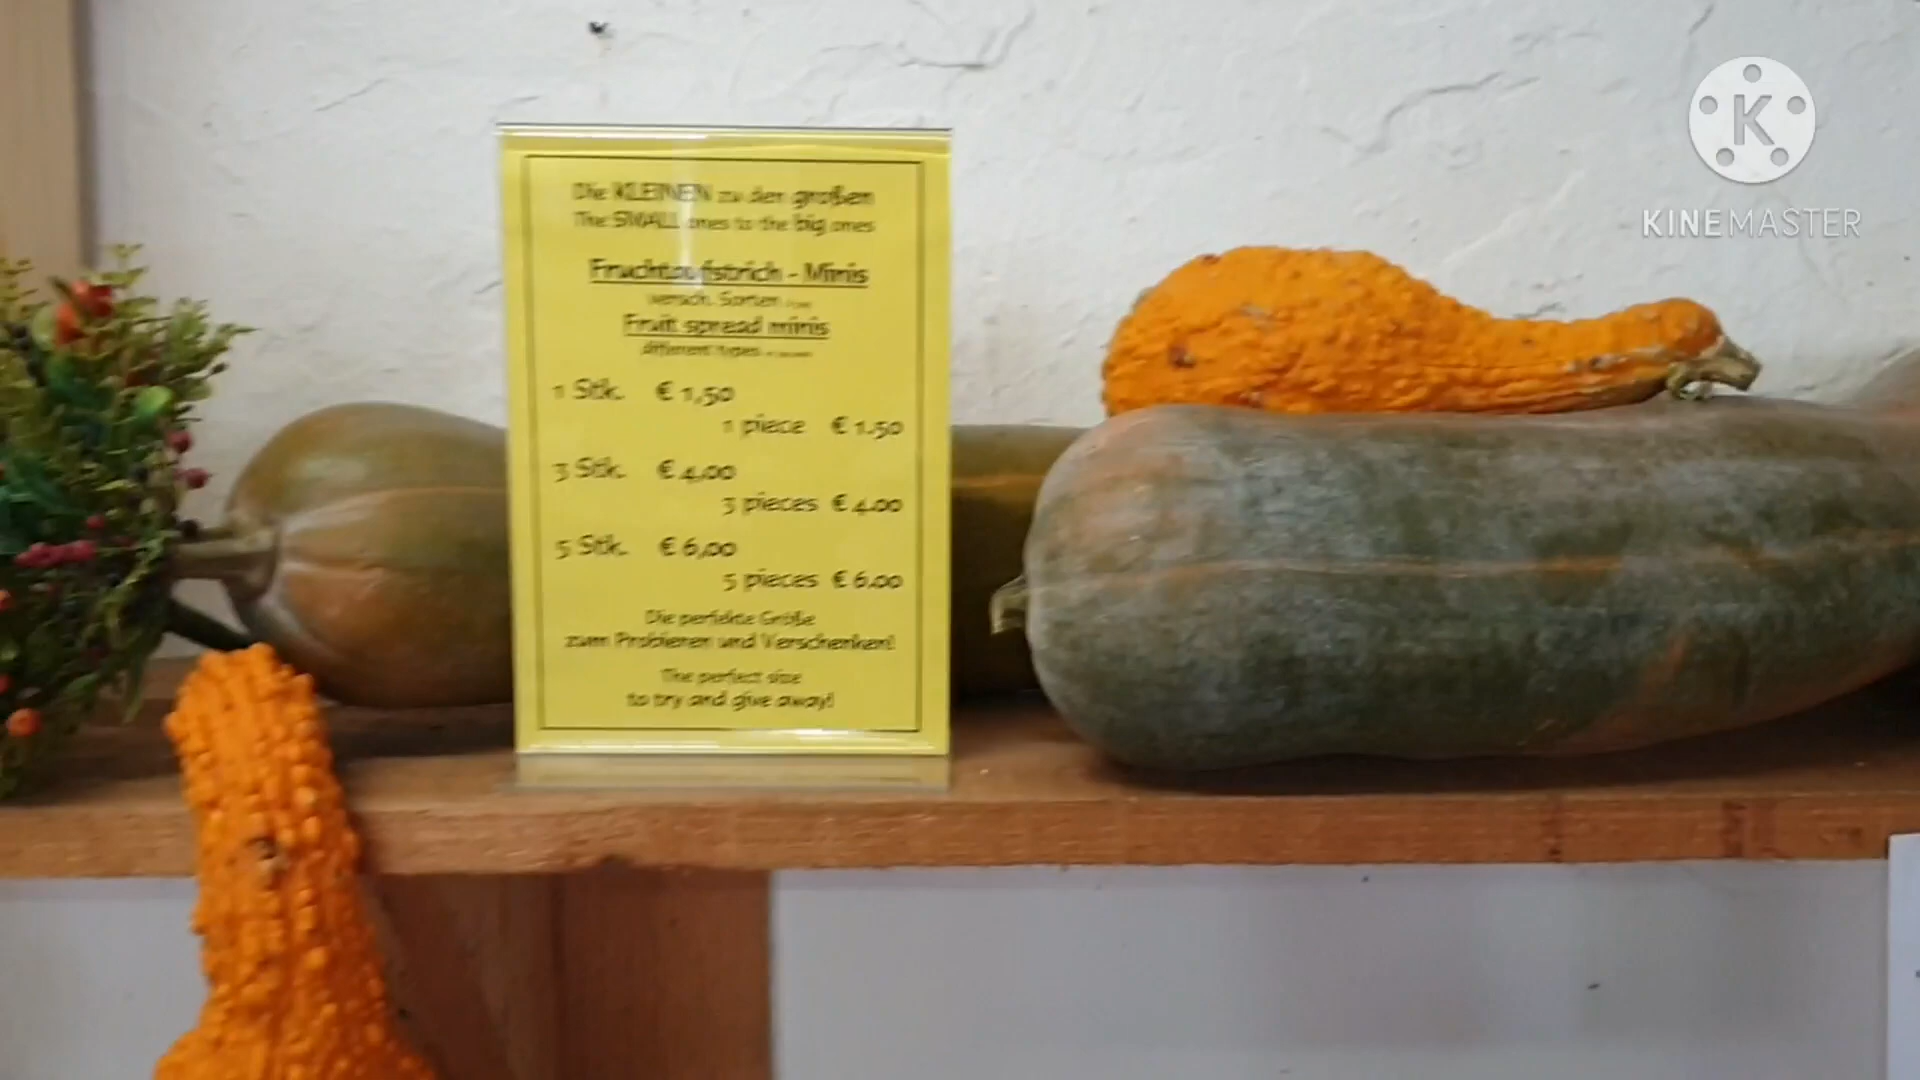 Die KLEINEN zu den großen
The SMALL ones to the big ones
Fruchtaufstrich - Minis
versch. Sorten
Fruit spread minis
different types
1 Stk. € 1,50
1 piece € 1.50
3 Stk. € 4,00
3 pieces € 4.00
5 Stk. € 6,00
5 pieces € 6.00
Die perfekte Größe
zum Probieren und Verschenken!
The perfect size
to try and give away!
K
KINEMASTER